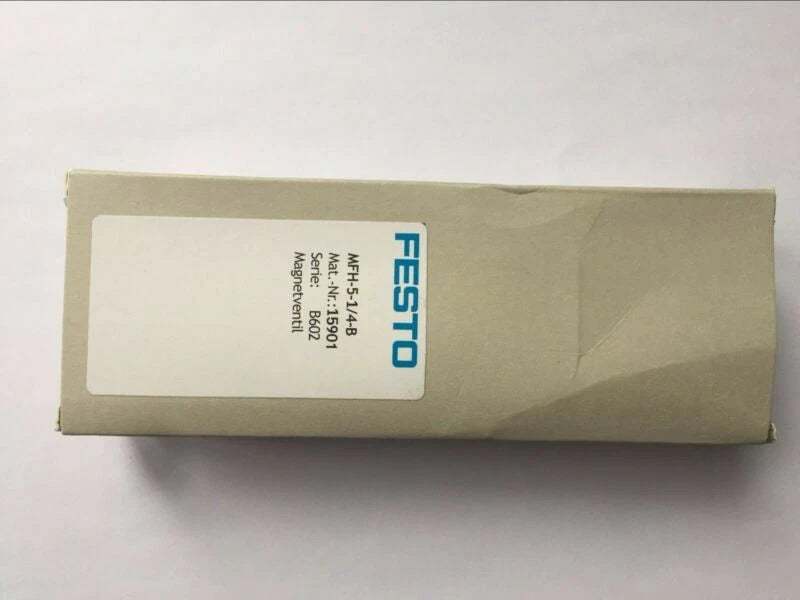 FESTO
MFH-5-1/4-B
Mat.-Nr.:15901
Serie: B602
Magnetventil